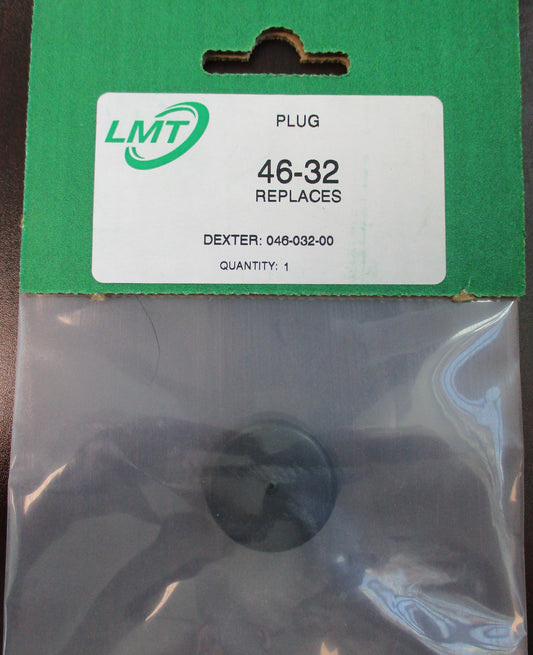 LMT
PLUG
46-32
REPLACES
DEXTER: 046-032-00
QUANTITY: 1